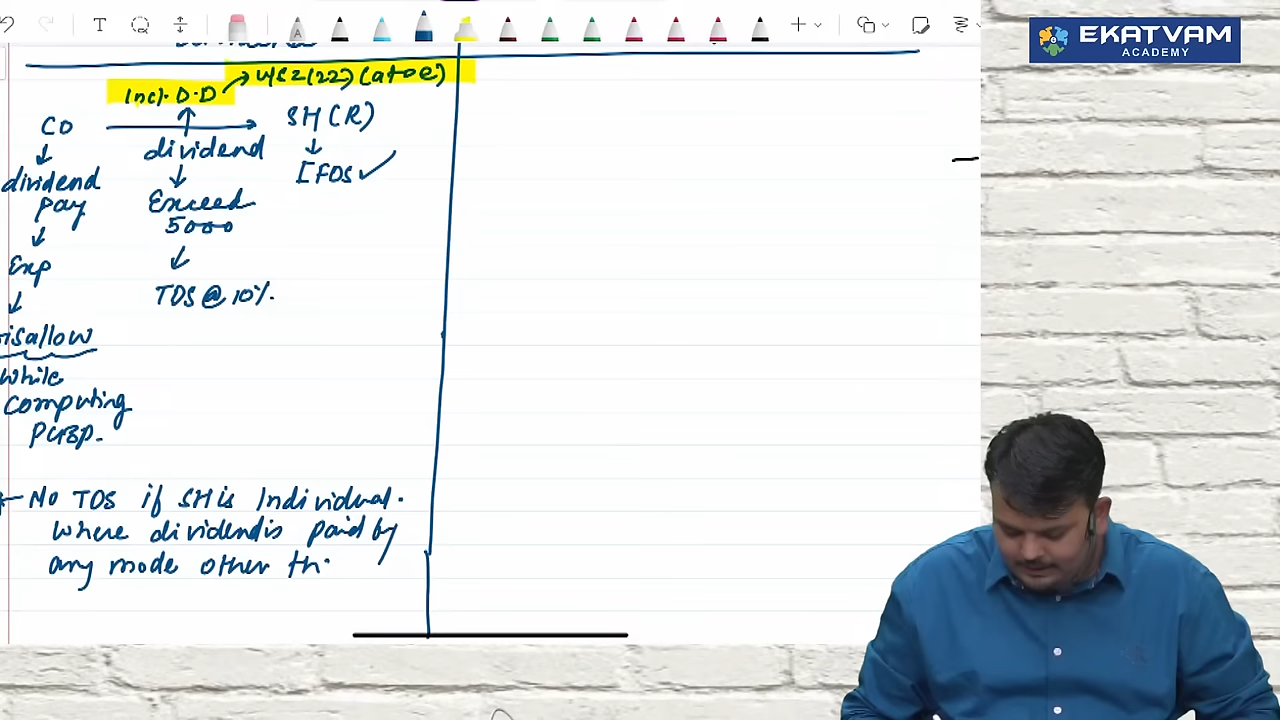 EKATVAM
ACADEMY
Incl. D.D
u/s 2(22) (a to e)
CO
SH (R)
dividend
IFOS
dividend
pay
Exceed
5000
Exp
TDS @ 10%.
isallow
while
computing
PGBP.
No TDS if SH is Individual.
where dividend is paid by
any mode other th